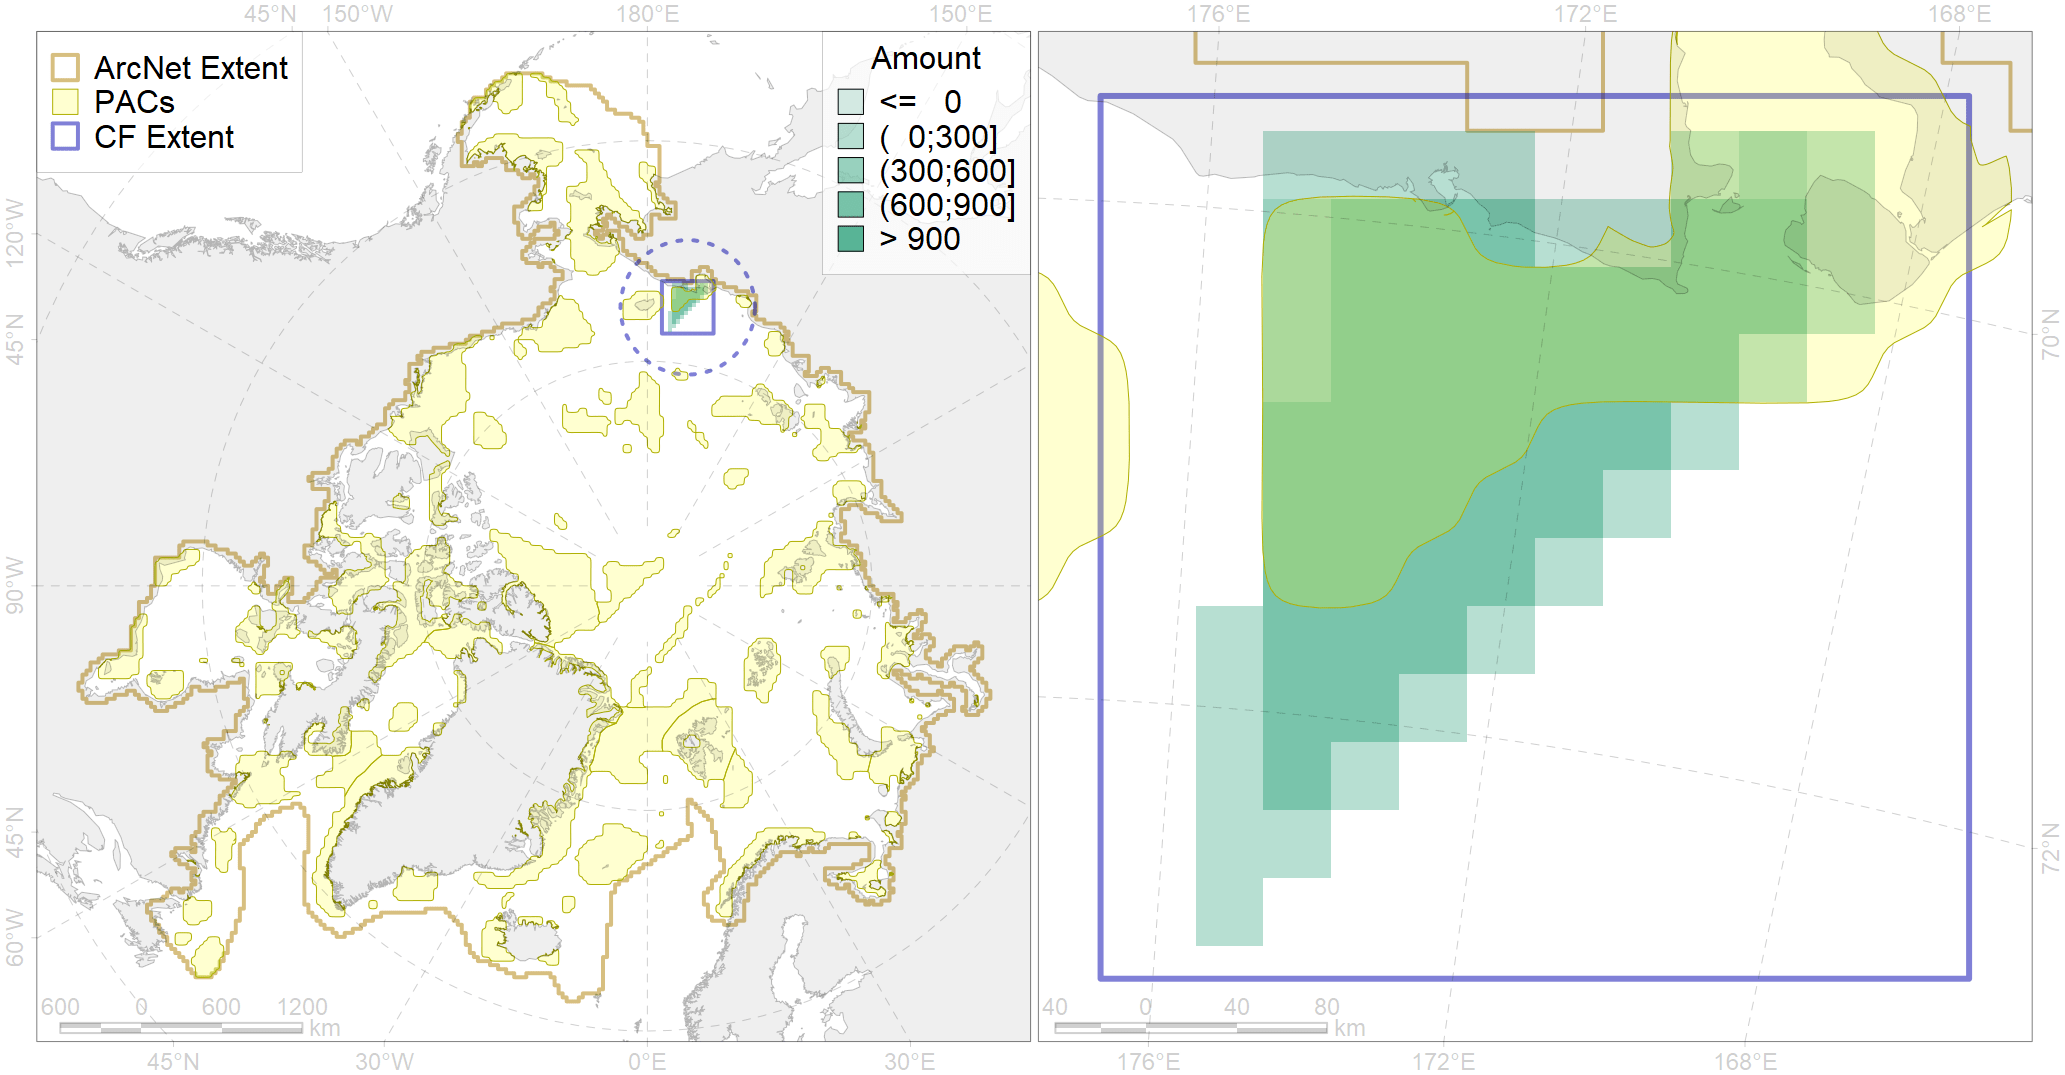 45°N 150°W 180°E 150°E 176°E 172°E 168°E
ArcNet Extent
PACs
CF Extent
Amount
<= 0
( 0;300]
(300;600]
(600;900]
> 900
120°W
45°N
90°W
45°N
60°W
70°N
72°N
600 0 600 1200
km
40 0 40 80
km
45°N 30°W 0°E 30°E 176°E 172°E 168°E